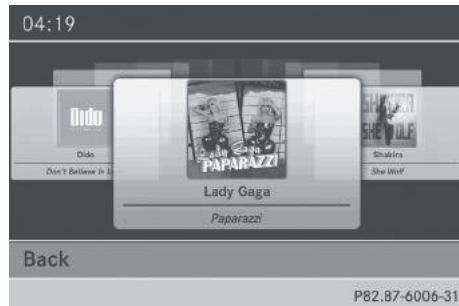 04:19
Dido
Dido
Don't Believe in L
PAPARAZZI
Lady Gaga
Paparazzi
SHAKIRA
SHE WOLF
Shakira
She Wolf
Back
P82.87-6006-31